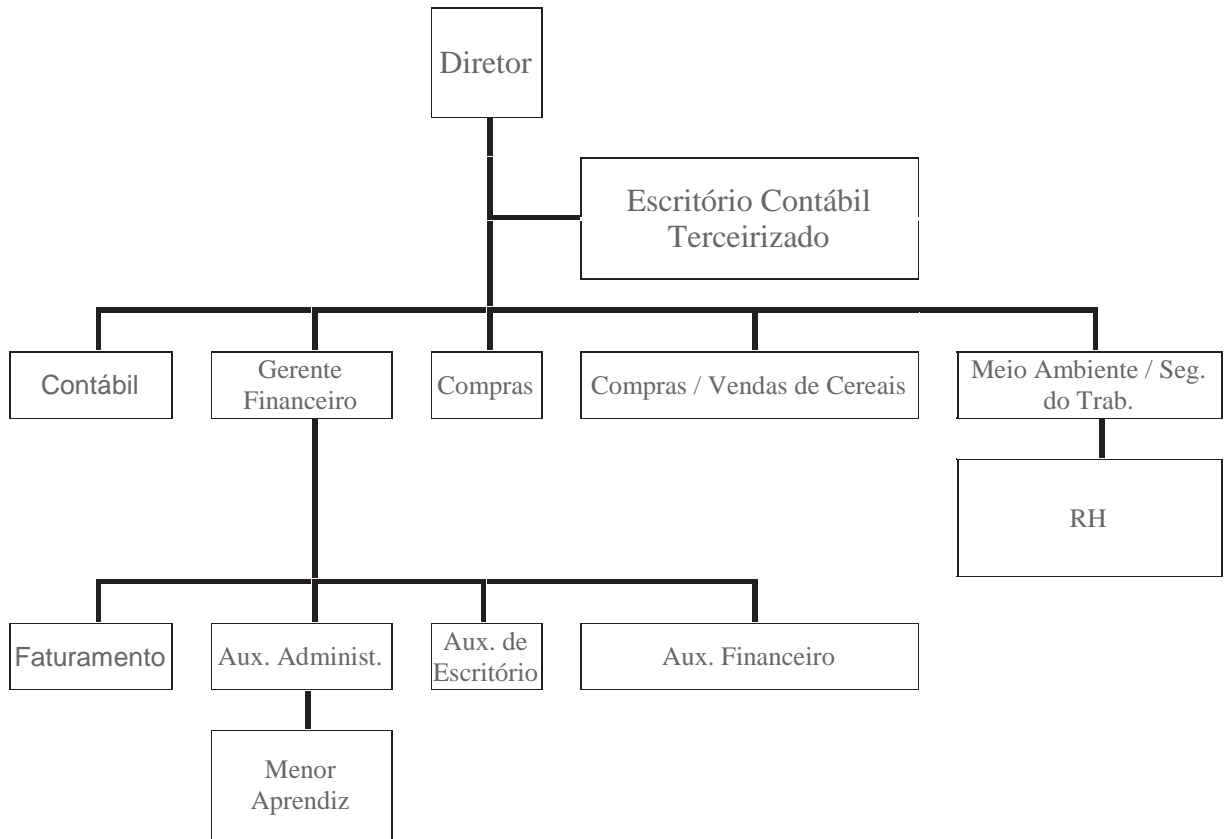 Diretor
Escritório Contábil
Terceirizado
Contábil
Gerente
Financeiro
Compras
Compras / Vendas de Cereais
Meio Ambiente / Seg.
do Trab.
RH
Faturamento
Aux. Administ.
Aux. de
Escritório
Aux. Financeiro
Menor
Aprendiz